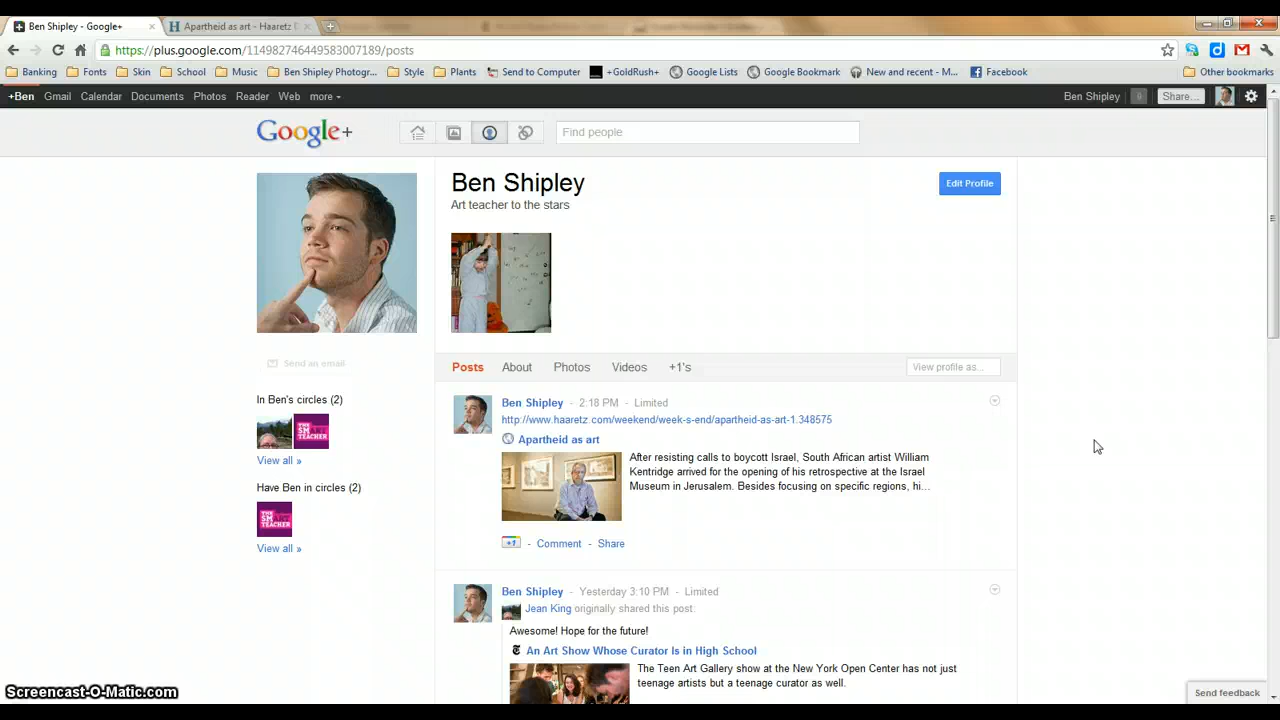 Ben Shipley - Google+
Apartheid as art - Haaretz
https://plus.google.com/114982746449583007189/posts
Banking Fonts Skin School Music Ben Shipley Photogr... Style Plants Send to Computer +GoldRush+ Google Lists Google Bookmark New and recent - M... Facebook Other bookmarks
+Ben Gmail Calendar Documents Photos Reader Web more
Ben Shipley 0 Share...
Google+
Find people
Ben Shipley
Edit Profile
Art teacher to the stars
Send an email
In Ben's circles (2)
THE SMARTTEACHER
View all »
Have Ben in circles (2)
THE SMARTTEACHER
View all »
Posts About Photos Videos +1's
View profile as...
Ben Shipley - 2:18 PM - Limited
http://www.haaretz.com/weekend/week-s-end/apartheid-as-art-1.348575
Apartheid as art
After resisting calls to boycott Israel, South African artist William
Kentridge arrived for the opening of his retrospective at the Israel
Museum in Jerusalem. Besides focusing on specific regions, hi...
+1 - Comment - Share
Ben Shipley - Yesterday 3:10 PM - Limited
Jean King originally shared this post:
Awesome! Hope for the future!
An Art Show Whose Curator Is in High School
The Teen Art Gallery show at the New York Open Center has not just
teenage artists but a teenage curator as well.
Screencast-O-Matic.com
Send feedback